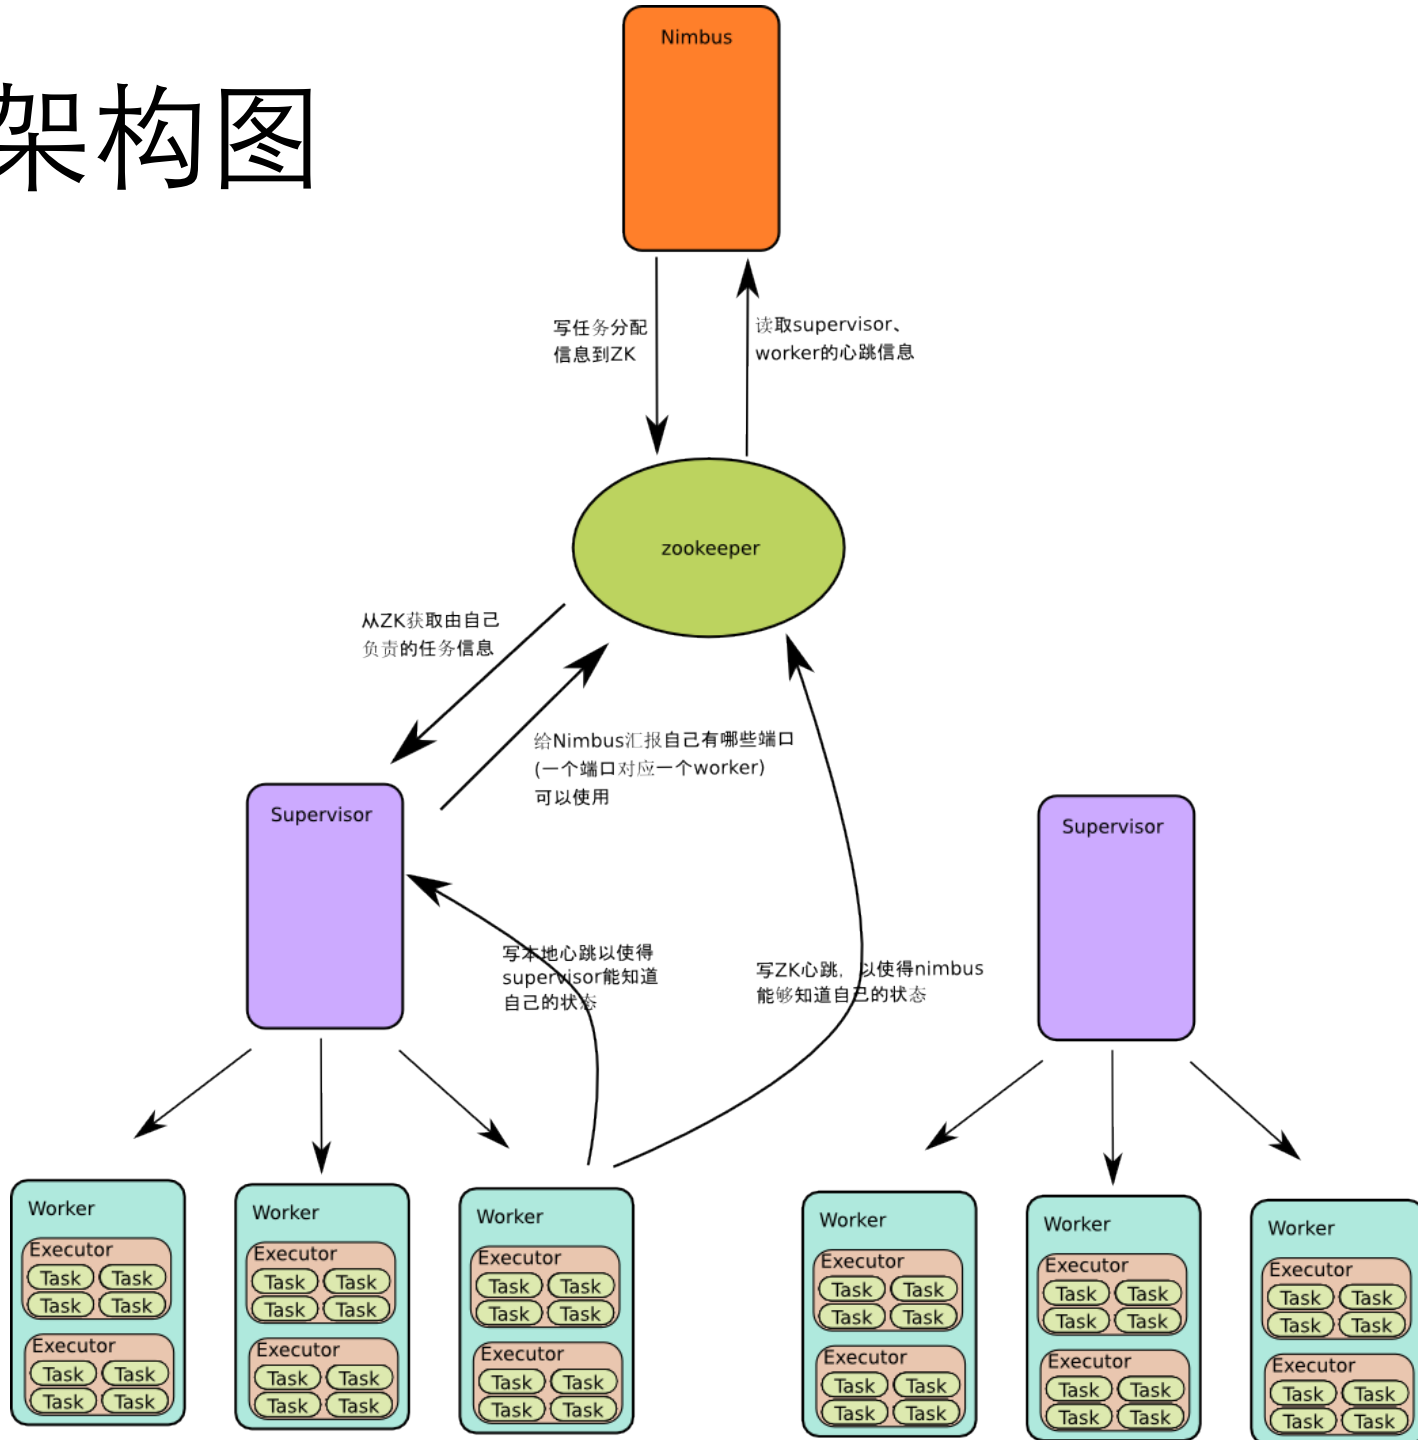 架构图
Nimbus
写任务分配
信息到ZK
读取supervisor、
worker的心跳信息
zookeeper
从ZK获取由自己
负责的任务信息
给Nimbus汇报自己有哪些端口
(一个端口对应一个worker)
可以使用
Supervisor
Supervisor
写本地心跳以使得
supervisor能知道
自己的状态
写ZK心跳，以使得nimbus
能够知道自己的状态
Worker
Executor
Task Task
Task Task
Executor
Task Task
Task Task
Worker
Executor
Task Task
Task Task
Executor
Task Task
Task Task
Worker
Executor
Task Task
Task Task
Executor
Task Task
Task Task
Worker
Executor
Task Task
Task Task
Executor
Task Task
Task Task
Worker
Executor
Task Task
Task Task
Executor
Task Task
Task Task
Worker
Executor
Task Task
Task Task
Executor
Task Task
Task Task